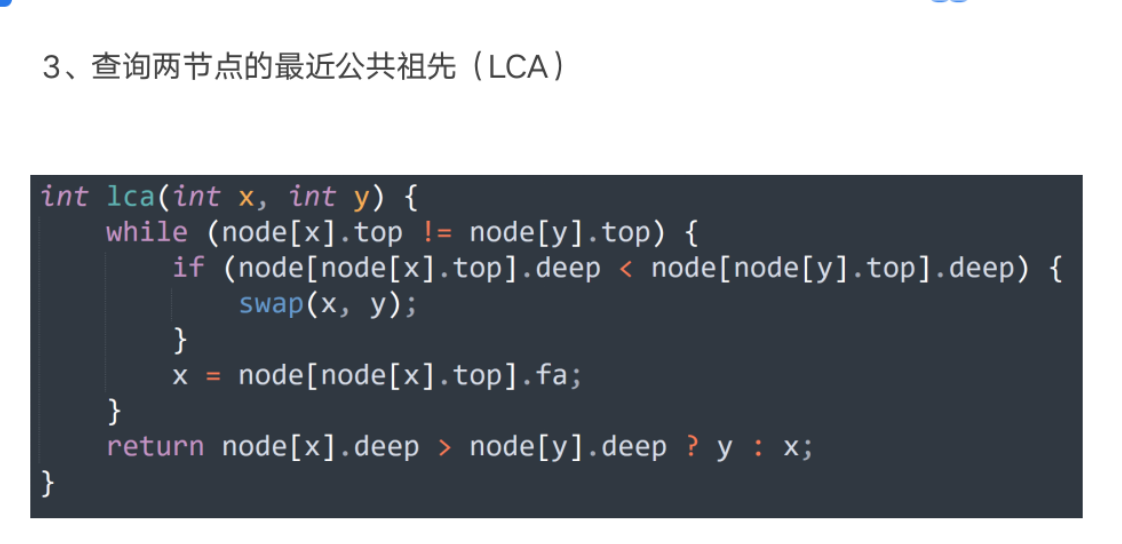 3、查询两节点的最近公共祖先（LCA）
int lca(int x, int y) {
    while (node[x].top != node[y].top) {
        if (node[node[x].top].deep < node[node[y].top].deep) {
            swap(x, y);
        }
        x = node[node[x].top].fa;
    }
    return node[x].deep > node[y].deep ? y : x;
}